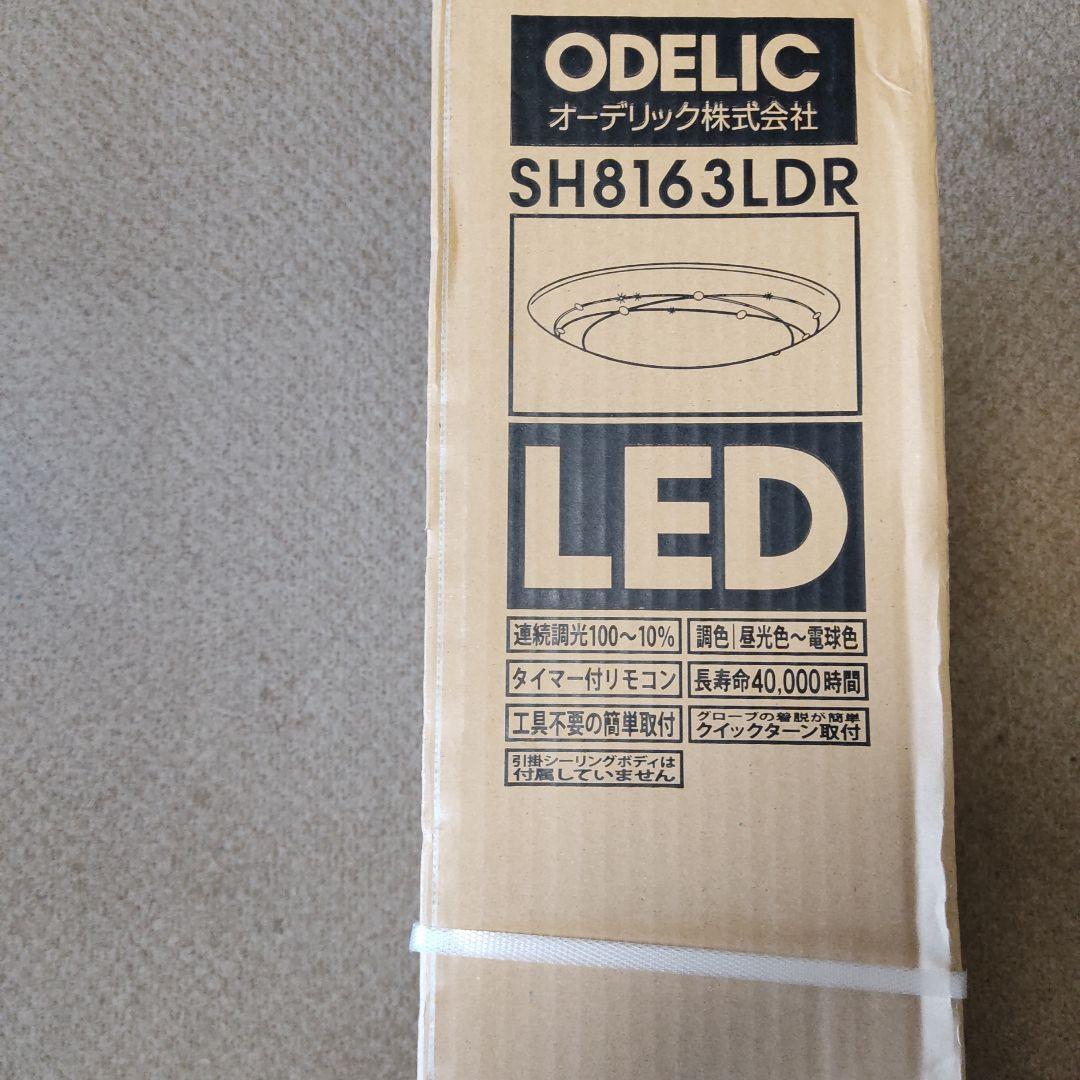 ODELIC
オーデリック株式会社
SH8163LDR
LED
連続調光100～10%
調色|昼光色～電球色
タイマー付リモコン
長寿命40,000時間
工具不要の簡単取付
グローブの着脱が簡単
クイックターン取付
引掛シーリングボディは
付属していません